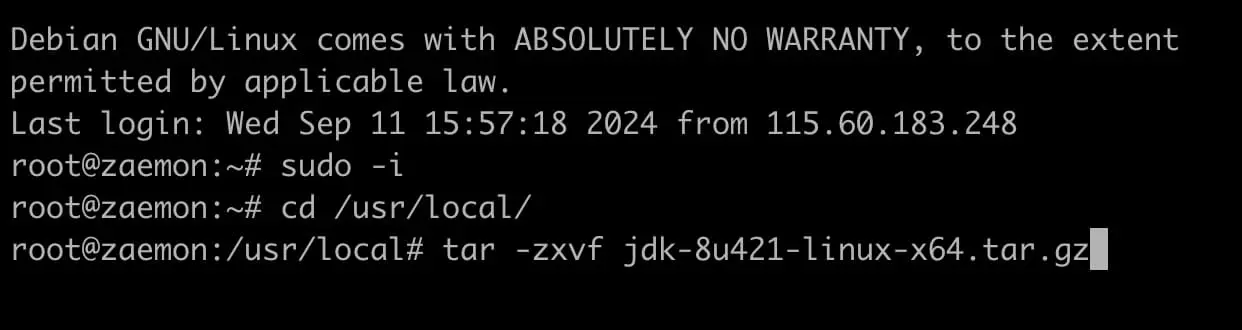 Debian GNU/Linux comes with ABSOLUTELY NO WARRANTY, to the extent
permitted by applicable law.
Last login: Wed Sep 11 15:57:18 2024 from 115.60.183.248
root@zaemon:~# sudo -i
root@zaemon:~# cd /usr/local/
root@zaemon:/usr/local# tar -zxvf jdk-8u421-linux-x64.tar.gz